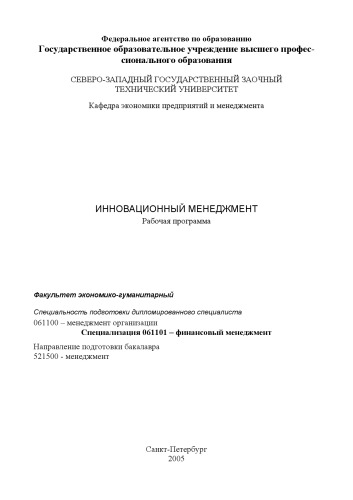 Федеральное агентство по образованию
Государственное образовательное учреждение высшего профес-
сионального образования
СЕВЕРО-ЗАПАДНЫЙ ГОСУДАРСТВЕННЫЙ ЗАОЧНЫЙ
ТЕХНИЧЕСКИЙ УНИВЕРСИТЕТ
Кафедра экономики предприятий и менеджмента
ИННОВАЦИОННЫЙ МЕНЕДЖМЕНТ
Рабочая программа
Факультет экономико-гуманитарный
Специальность подготовки дипломированного специалиста
061100 – менеджмент организации
Специализация 061101 – финансовый менеджмент
Направление подготовки бакалавра
521500 - менеджмент
Санкт-Петербург
2005